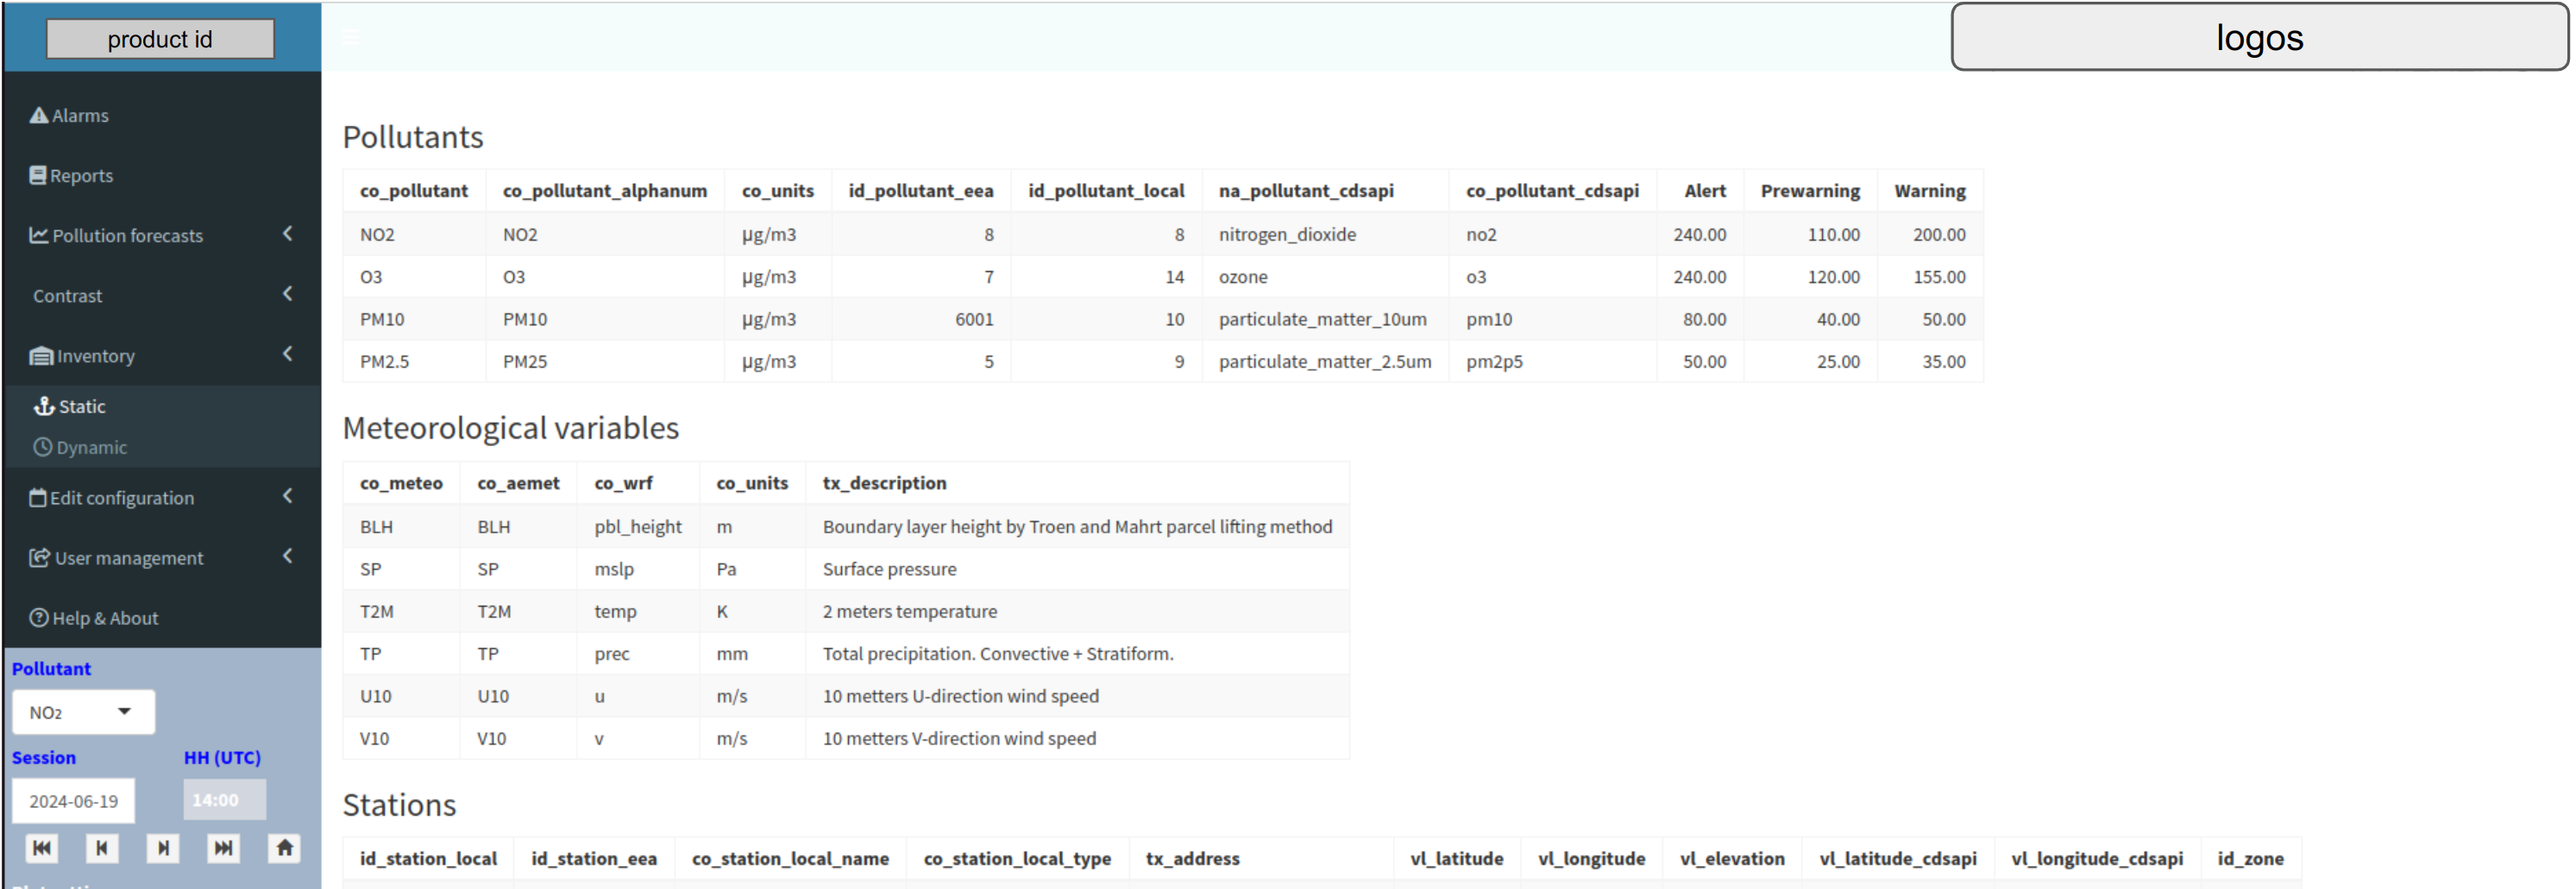 product id
logos
Alarms
Reports
Pollution forecasts
Contrast
Inventory
Static
Dynamic
Edit configuration
User management
Help & About
Pollutant
NO₂
Session HH (UTC)
2024-06-19 14:00
Pollutants
co_pollutant co_pollutant_alphanum co_units id_pollutant_eea id_pollutant_local na_pollutant_cdsapi co_pollutant_cdsapi Alert Prewarning Warning
NO2 NO2 µg/m3 8 8 nitrogen_dioxide no2 240.00 110.00 200.00
O3 O3 µg/m3 7 14 ozone o3 240.00 120.00 155.00
PM10 PM10 µg/m3 6001 10 particulate_matter_10um pm10 80.00 40.00 50.00
PM2.5 PM25 µg/m3 5 9 particulate_matter_2.5um pm2p5 50.00 25.00 35.00
Meteorological variables
co_meteo co_aemet co_wrf co_units tx_description
BLH BLH pbl_height m Boundary layer height by Troen and Mahrt parcel lifting method
SP SP mslp Pa Surface pressure
T2M T2M temp K 2 meters temperature
TP TP prec mm Total precipitation. Convective + Stratiform.
U10 U10 u m/s 10 metters U-direction wind speed
V10 V10 v m/s 10 metters V-direction wind speed
Stations
id_station_local id_station_eea co_station_local_name co_station_local_type tx_address vl_latitude vl_longitude vl_elevation vl_latitude_cdsapi vl_longitude_cdsapi id_zone